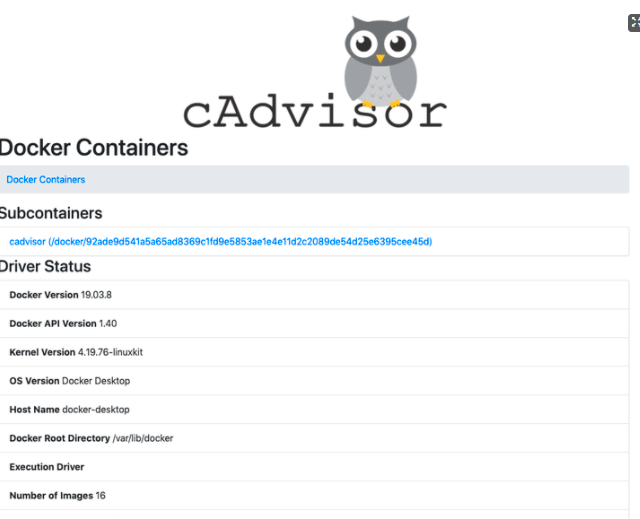 cAdvisor
Docker Containers
Docker Containers
Subcontainers
cadvisor (/docker/92ade9d541a5a65ad8369c1fd9e5853ae1e4e11d2c2089de54d25e6395cee45d)
Driver Status
Docker Version 19.03.8
Docker API Version 1.40
Kernel Version 4.19.76-linuxkit
OS Version Docker Desktop
Host Name docker-desktop
Docker Root Directory /var/lib/docker
Execution Driver
Number of Images 16